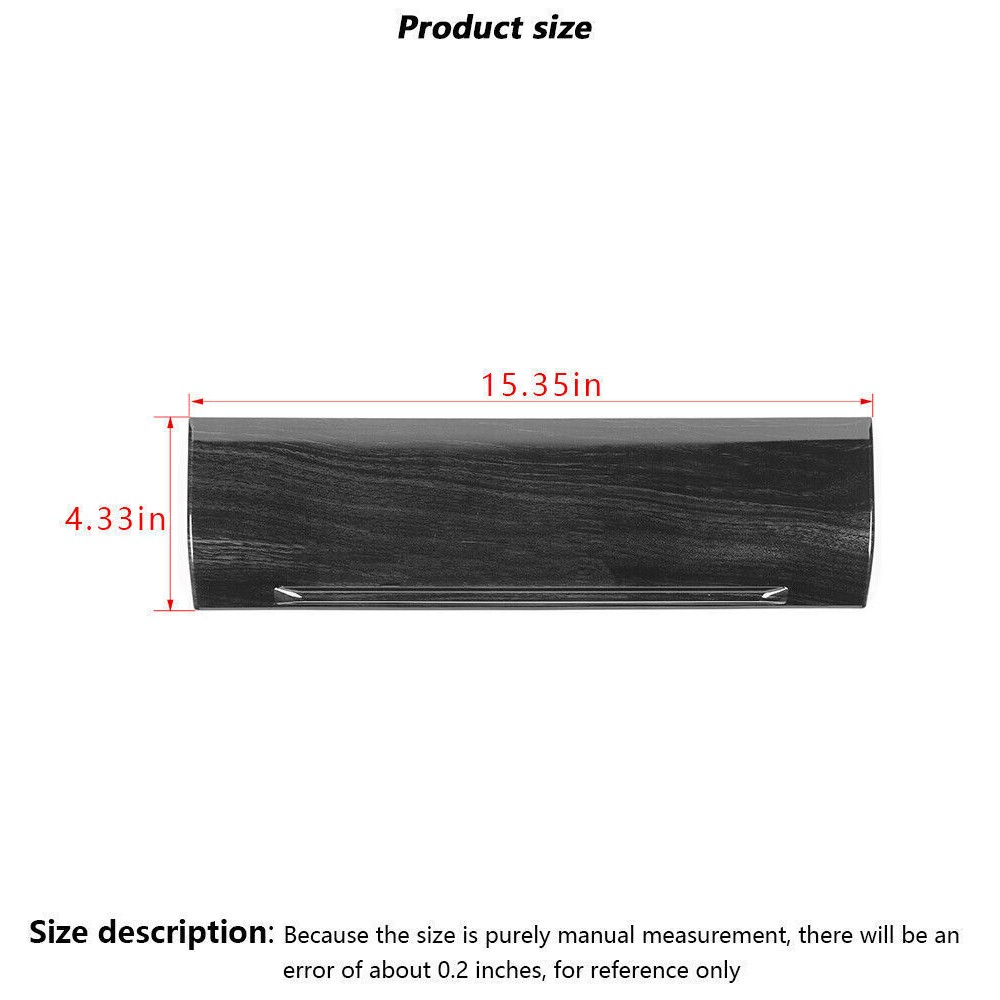 Product size
15.35in
4.33in
Size description: Because the size is purely manual measurement, there will be an
error of about 0.2 inches, for reference only